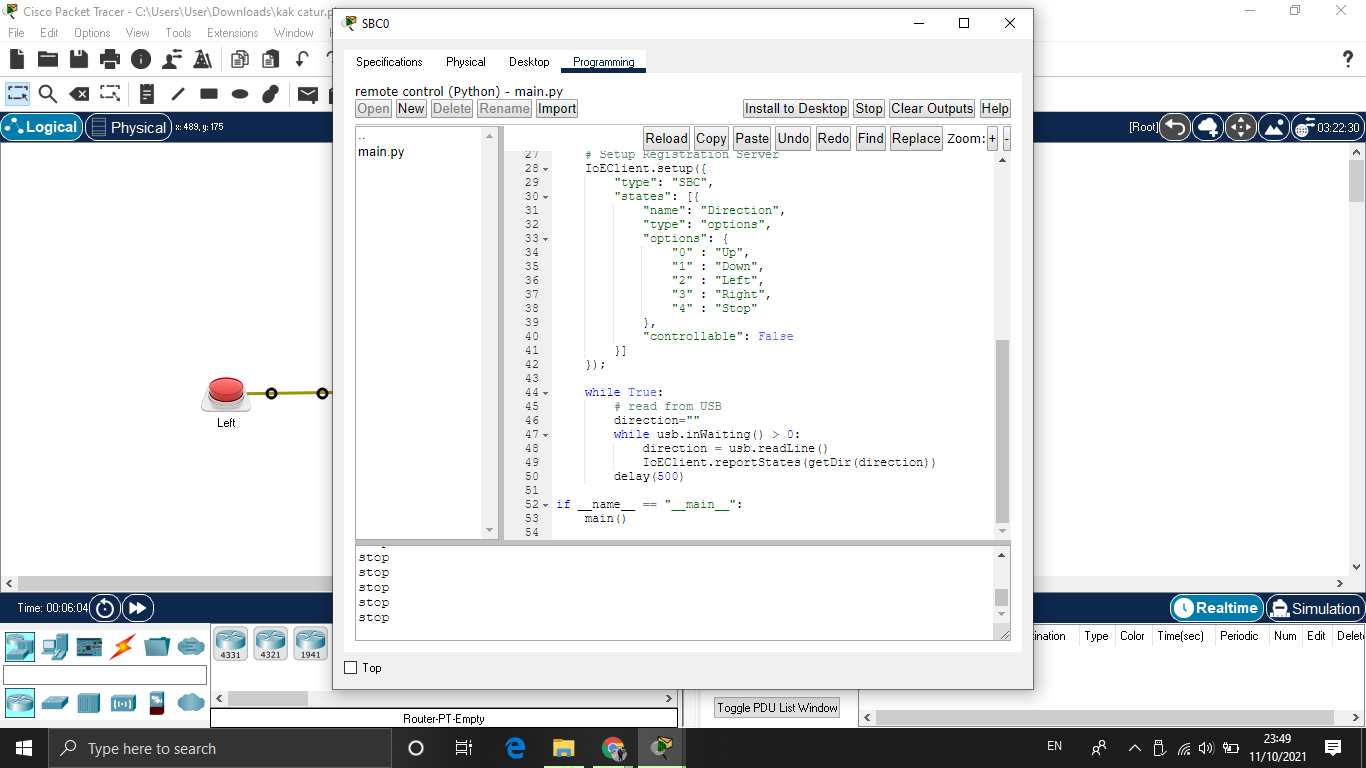 Cisco Packet Tracer - C:\Users\User\Downloads\kak catur.p
SBC0
File Edit Options View Tools Extensions Window
Specifications Physical Desktop Programming
remote control (Python) - main.py
Open New Delete Rename Import Install to Desktop Stop Clear Outputs Help
Logical Physical x: 489, y: 175 [Root] 03:22:30
..
main.py
Reload Copy Paste Undo Redo Find Replace Zoom: + -
27 # Setup Registration Server
28 IoEClient.setup({
29 "type": "SBC",
30 "states": [{
31 "name": "Direction",
32 "type": "options",
33 "options": {
34 "0" : "Up",
35 "1" : "Down",
36 "2" : "Left",
37 "3" : "Right",
38 "4" : "Stop"
39 },
40 "controllable": False
41 }]
42 });
43
44 while True:
45 # read from USB
46 direction=""
47 while usb.inWaiting() > 0:
48 direction = usb.readLine()
49 IoEClient.reportStates(getDir(direction))
50 delay(500)
51
52 if __name__ == "__main__":
53 main()
54
Left
stop
stop
stop
stop
stop
Top
Time: 00:06:04 Realtime Simulation
4331 4321 1941
Router-PT-Empty
ination Type Color Time(sec) Periodic Num Edit Delete
Toggle PDU List Window
Type here to search
EN
23:49
11/10/2021